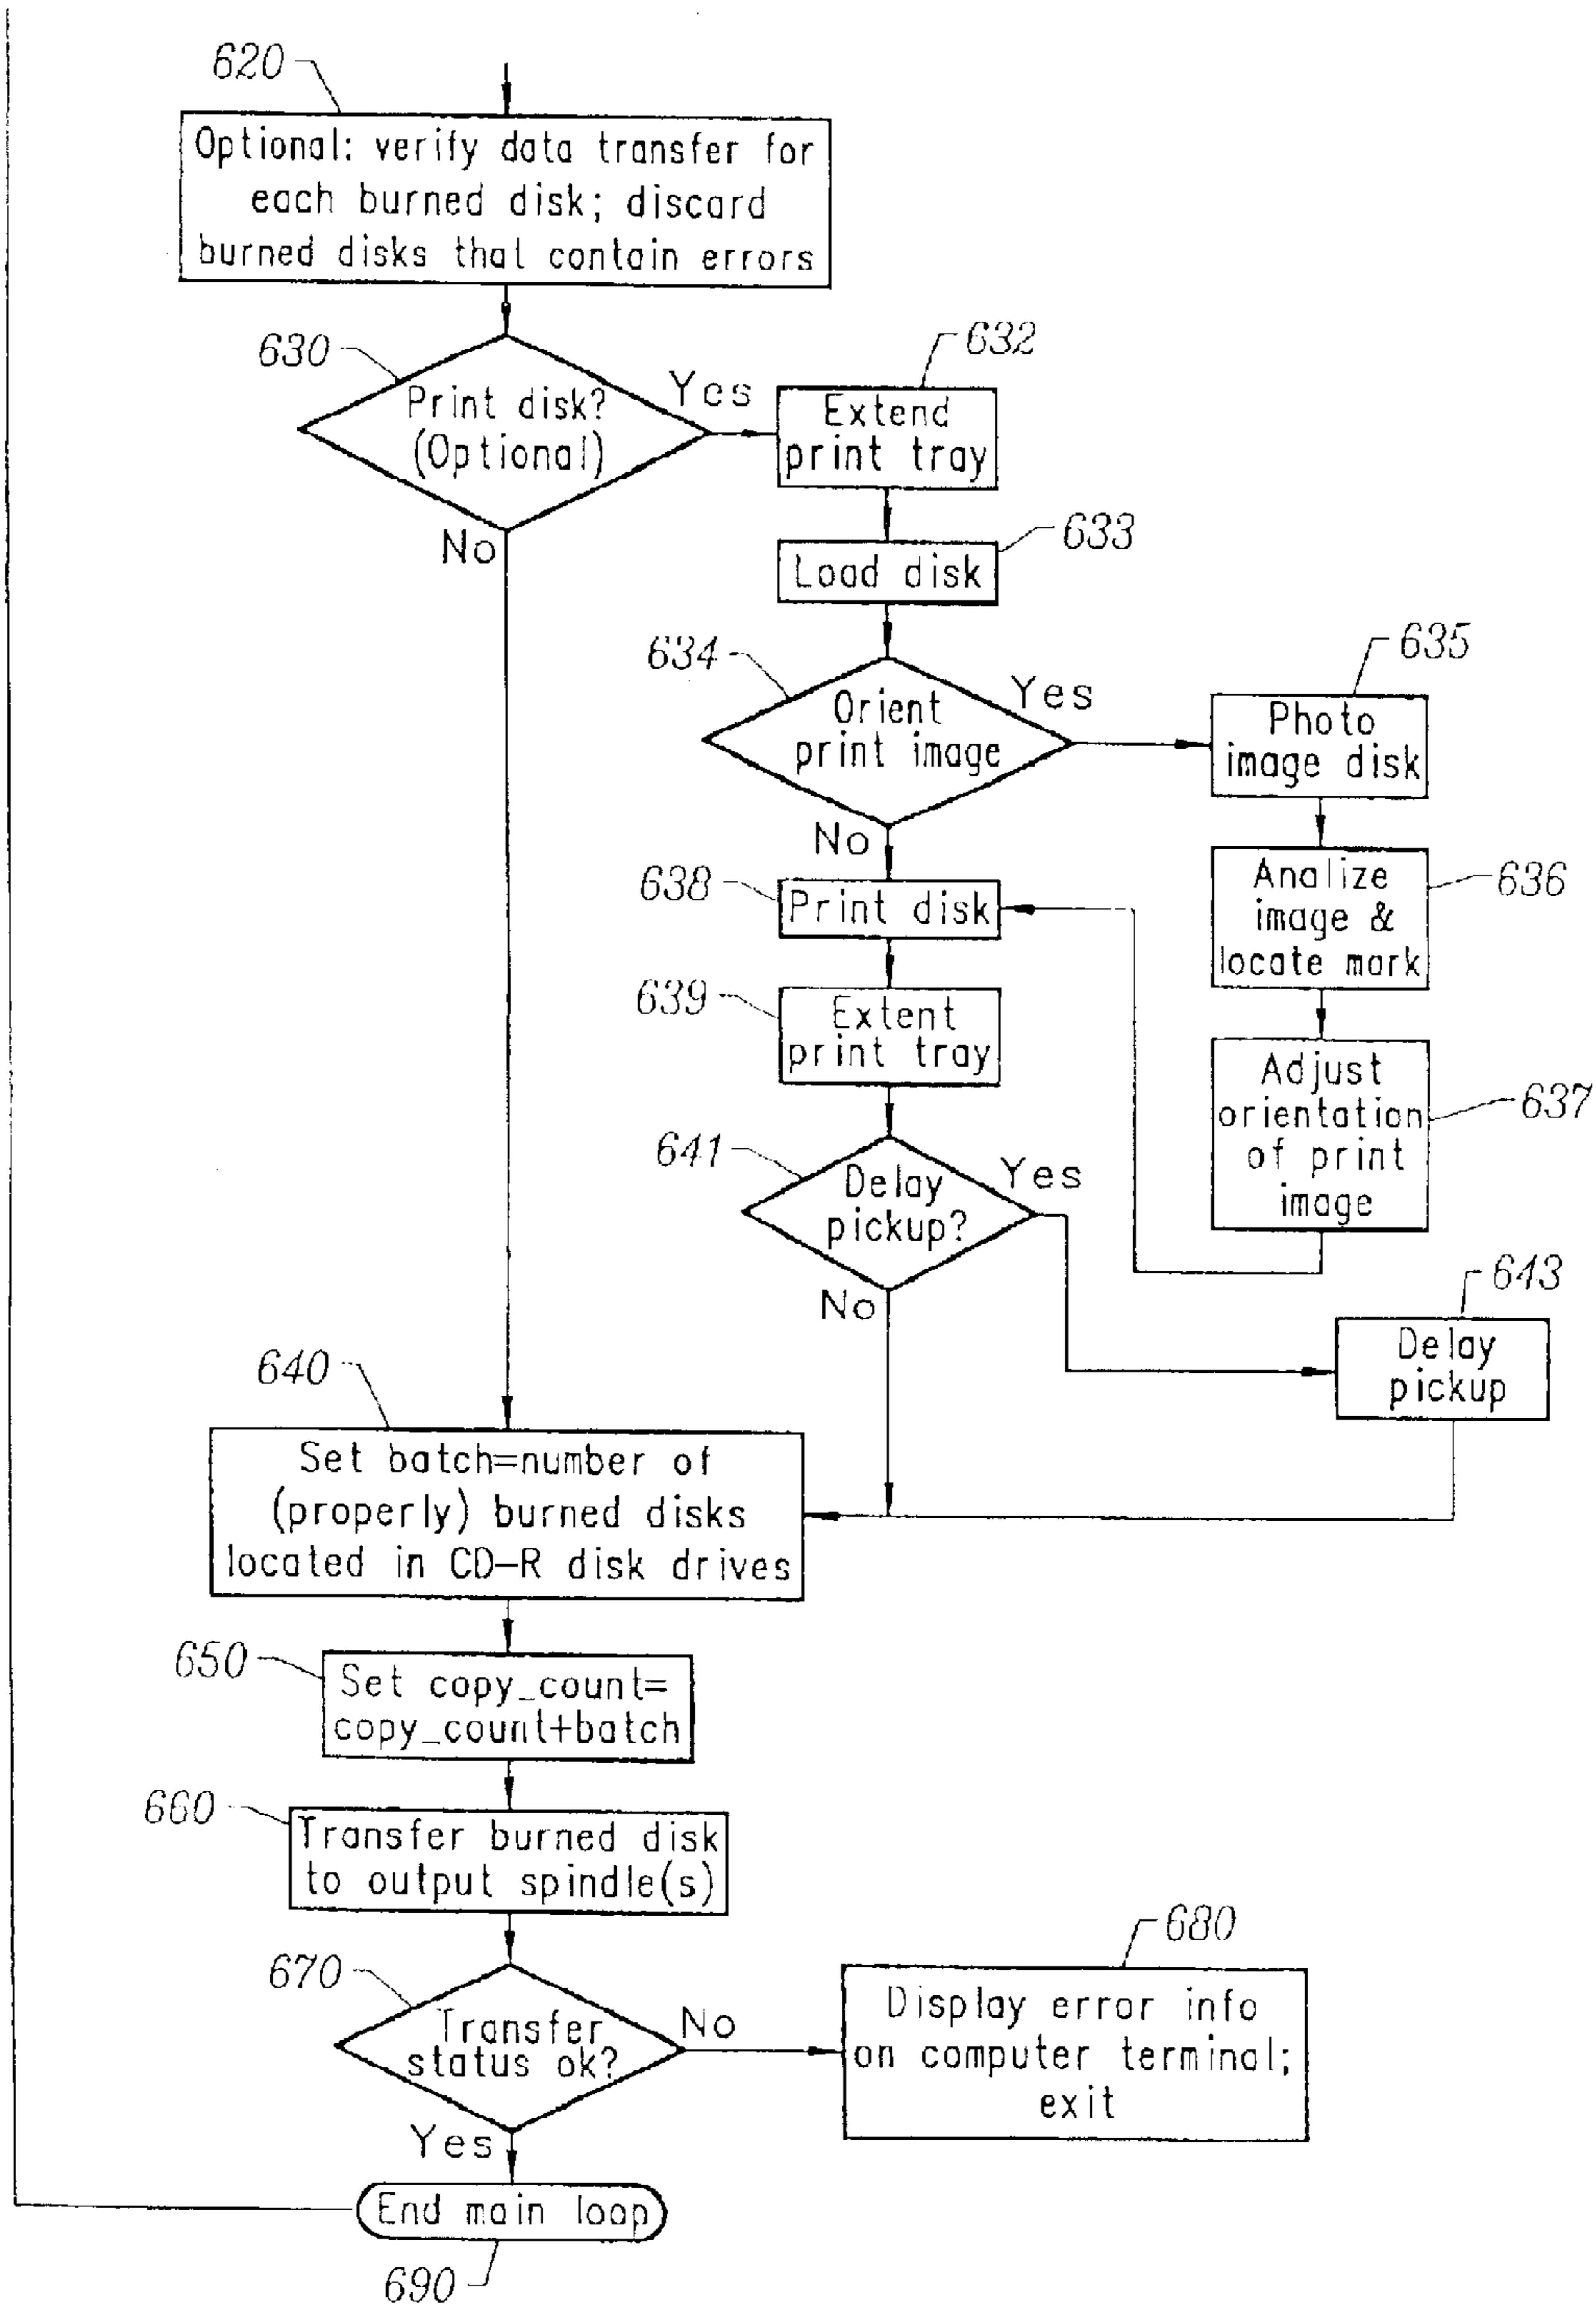 620
Optional: verify data transfer for
each burned disk; discard
burned disks that contain errors
630
Print disk?
(Optional)
Yes
No
632
Extend
print tray
633
Load disk
634
Orient
print image
Yes
No
635
Photo
image disk
636
Analize
image &
locate mark
637
Adjust
orientation
of print
image
638
Print disk
639
Extent
print tray
641
Delay
pickup?
Yes
No
643
Delay
pickup
640
Set batch=number of
(properly) burned disks
located in CD-R disk drives
650
Set copy_count=
copy_count+batch
660
Transfer burned disk
to output spindle(s)
670
Transfer
status ok?
No
Yes
680
Display error info
on computer terminal;
exit
End main loop
690